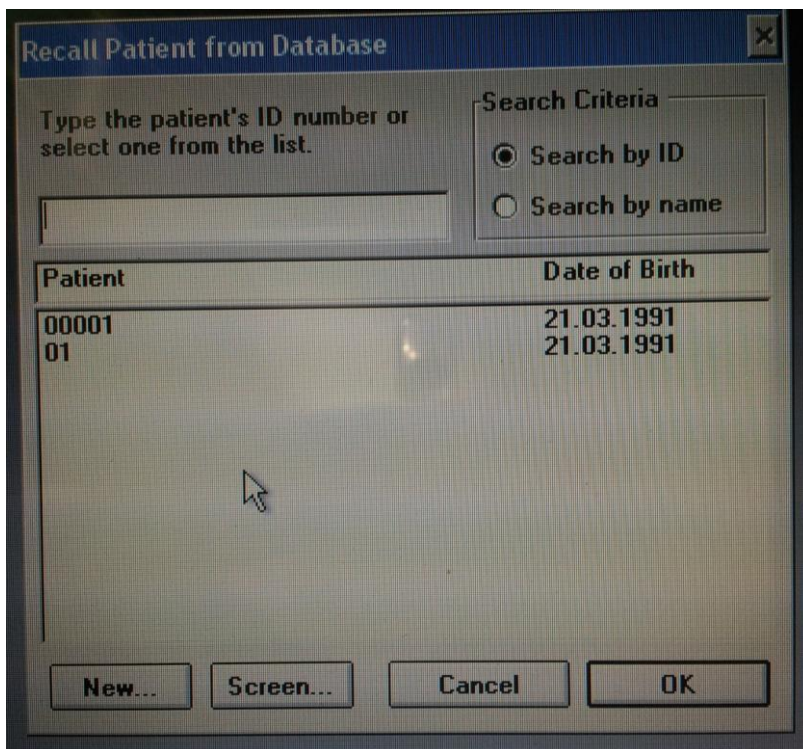 Recall Patient from Database
Type the patient's ID number or
select one from the list.
Search Criteria
Search by ID
Search by name
Patient Date of Birth
00001 21.03.1991
01 21.03.1991
New... Screen... Cancel OK